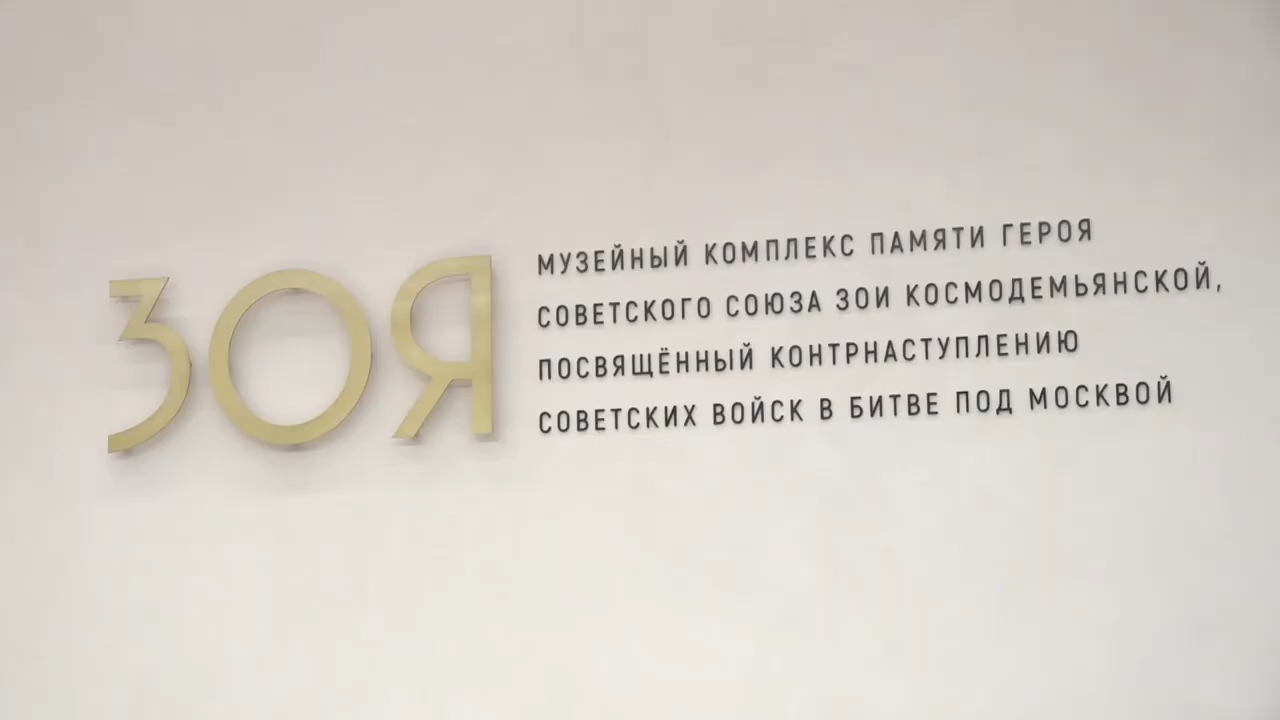 ЗОЯ
МУЗЕЙНЫЙ КОМПЛЕКС ПАМЯТИ ГЕРОЯ
СОВЕТСКОГО СОЮЗА ЗОИ КОСМОДЕМЬЯНСКОЙ,
ПОСВЯЩЁННЫЙ КОНТРНАСТУПЛЕНИЮ
СОВЕТСКИХ ВОЙСК В БИТВЕ ПОД МОСКВОЙ